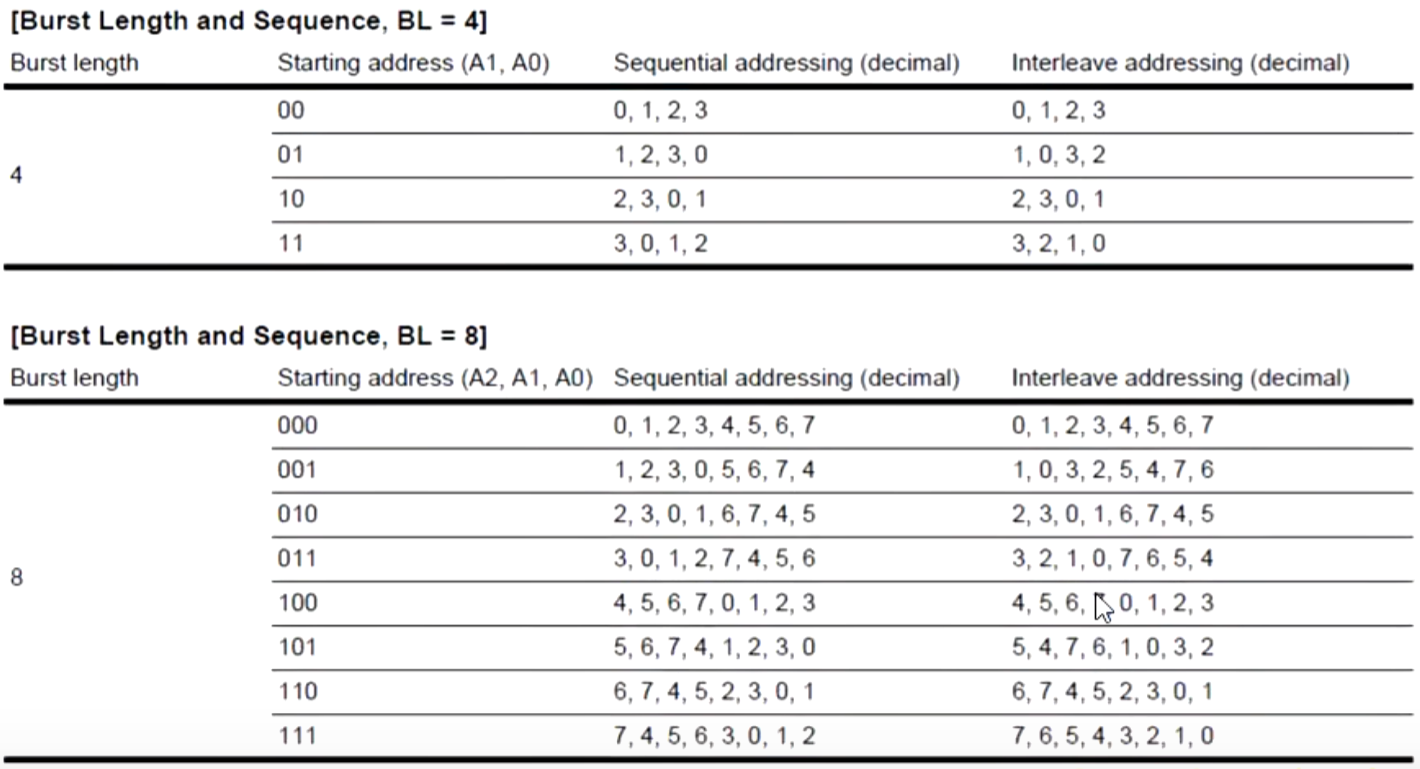 [Burst Length and Sequence, BL = 4]
Burst length Starting address (A1, A0) Sequential addressing (decimal) Interleave addressing (decimal)
00 0, 1, 2, 3 0, 1, 2, 3
01 1, 2, 3, 0 1, 0, 3, 2
4
10 2, 3, 0, 1 2, 3, 0, 1
11 3, 0, 1, 2 3, 2, 1, 0
[Burst Length and Sequence, BL = 8]
Burst length Starting address (A2, A1, A0) Sequential addressing (decimal) Interleave addressing (decimal)
000 0, 1, 2, 3, 4, 5, 6, 7 0, 1, 2, 3, 4, 5, 6, 7
001 1, 2, 3, 0, 5, 6, 7, 4 1, 0, 3, 2, 5, 4, 7, 6
010 2, 3, 0, 1, 6, 7, 4, 5 2, 3, 0, 1, 6, 7, 4, 5
011 3, 0, 1, 2, 7, 4, 5, 6 3, 2, 1, 0, 7, 6, 5, 4
8
100 4, 5, 6, 7, 0, 1, 2, 3 4, 5, 6, 0, 1, 2, 3
101 5, 6, 7, 4, 1, 2, 3, 0 5, 4, 7, 6, 1, 0, 3, 2
110 6, 7, 4, 5, 2, 3, 0, 1 6, 7, 4, 5, 2, 3, 0, 1
111 7, 4, 5, 6, 3, 0, 1, 2 7, 6, 5, 4, 3, 2, 1, 0